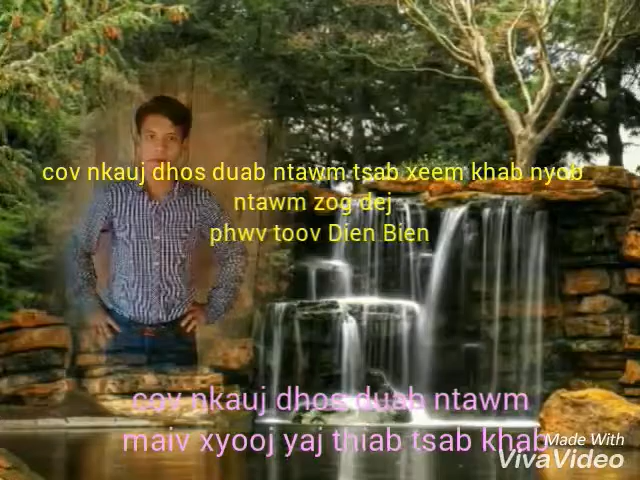 cov nkauj dhos duab ntawm tsab xeem khab nyob
ntawm zog dej
phwv toov Dien Bien
cov nkauj dhos duab ntawm
maiv xyooj yaj thiab tsab khab
Made With
VivaVideo